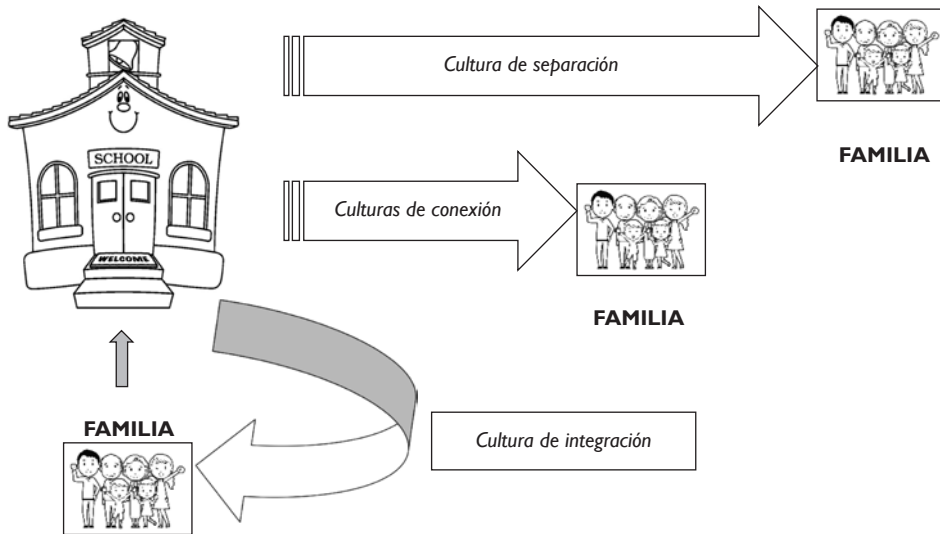 Cultura de separación
FAMILIA
SCHOOL
Culturas de conexión
WELCOME
FAMILIA
FAMILIA
Cultura de integración